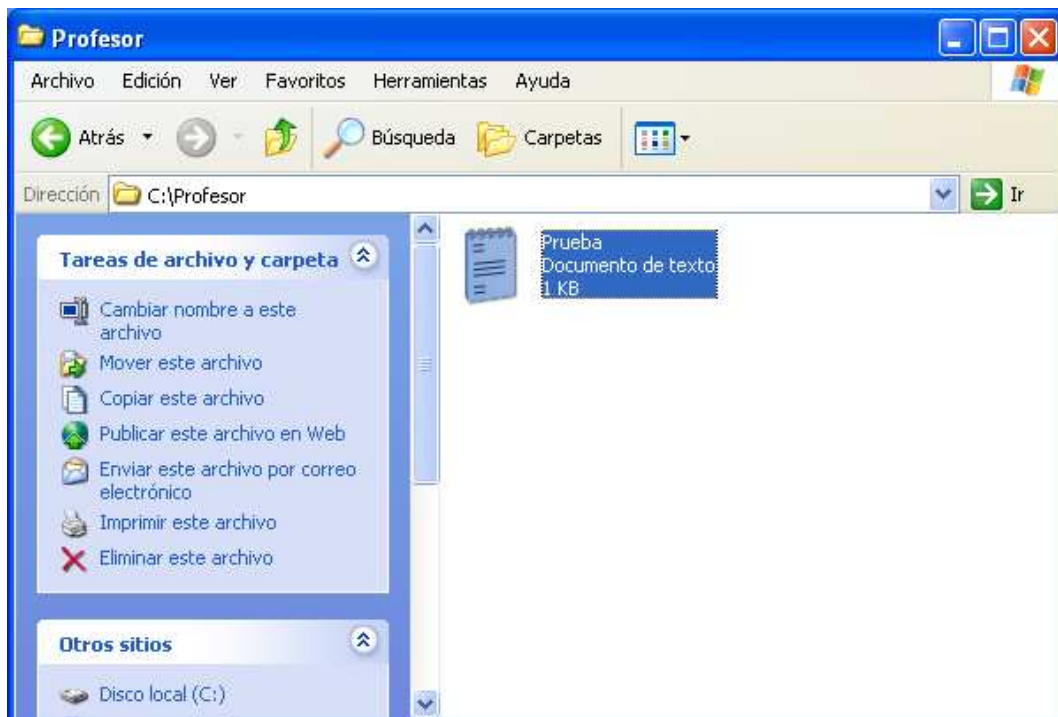 Profesor
Archivo Edición Ver Favoritos Herramientas Ayuda
Atrás Búsqueda Carpetas
Dirección C:\Profesor Ir
Tareas de archivo y carpeta
Cambiar nombre a este
archivo
Mover este archivo
Copiar este archivo
Publicar este archivo en Web
Enviar este archivo por correo
electrónico
Imprimir este archivo
Eliminar este archivo
Otros sitios
Disco local (C:)
Prueba
Documento de texto
1 KB